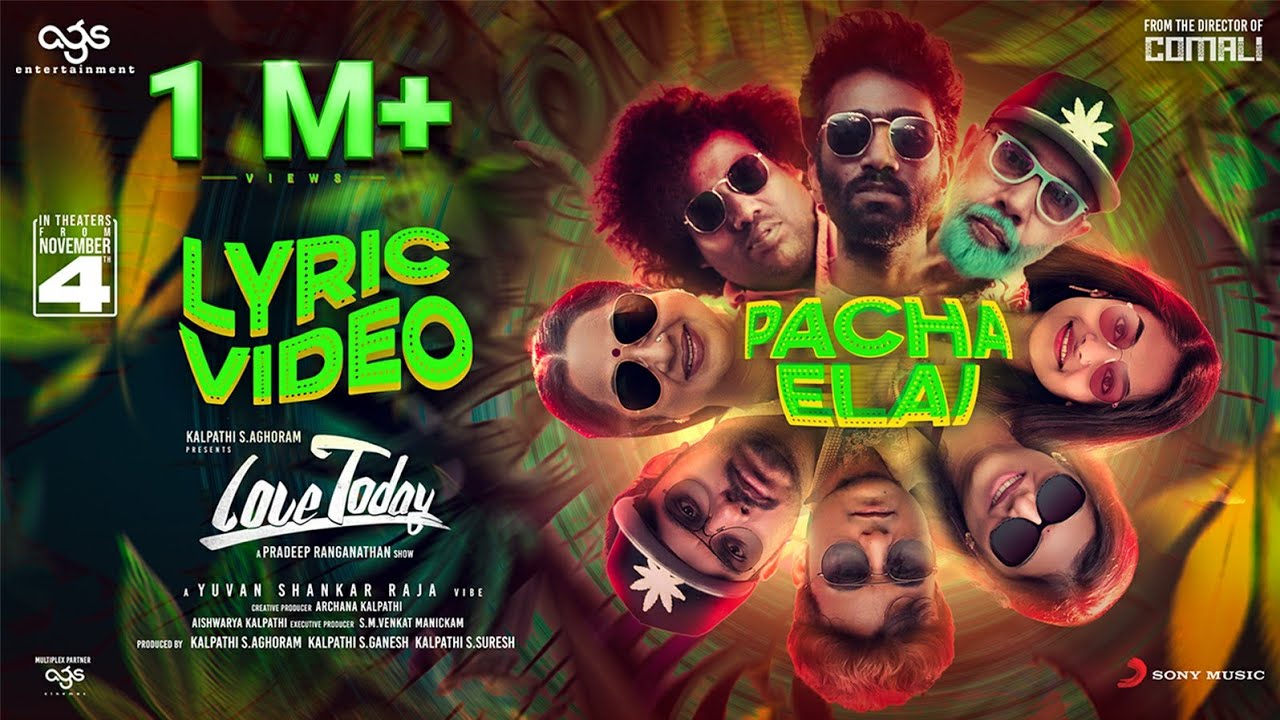 ags
entertainment
1 M+
VIEWS
IN THEATERS
FROM
NOVEMBER
4TH
LYRIC
VIDEO
KALPATHI S.AGHORAM
PRESENTS
Love Today
A PRADEEP RANGANATHAN SHOW
A YUVAN SHANKAR RAJA VIBE
CREATIVE PRODUCER ARCHANA KALPATHI
AISHWARYA KALPATHI EXECUTIVE PRODUCER S.M.VENKAT MANICKAM
PRODUCED BY KALPATHI S.AGHORAM KALPATHI S.GANESH KALPATHI S.SURESH
MULTIPLEX PARTNER
ags
cinemas
FROM THE DIRECTOR OF
COMALI
PACHA
ELAI
SONY MUSIC